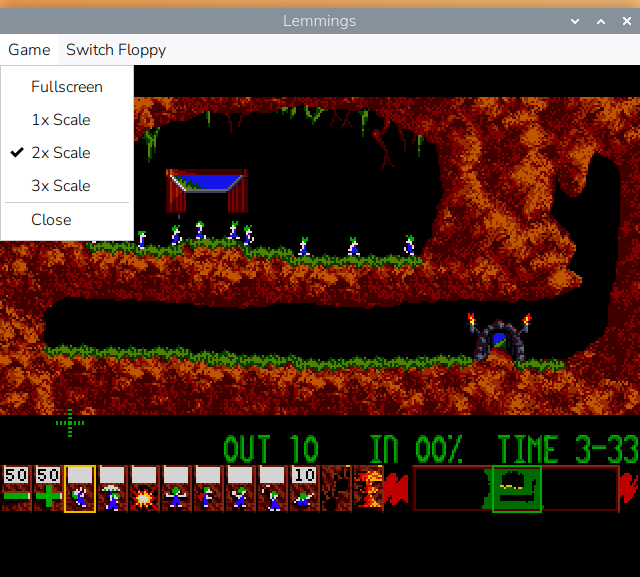 Lemmings
Game Switch Floppy
Fullscreen
1x Scale
2x Scale
3x Scale
Close
OUT 10 IN 00% TIME 3-33
50 50 10